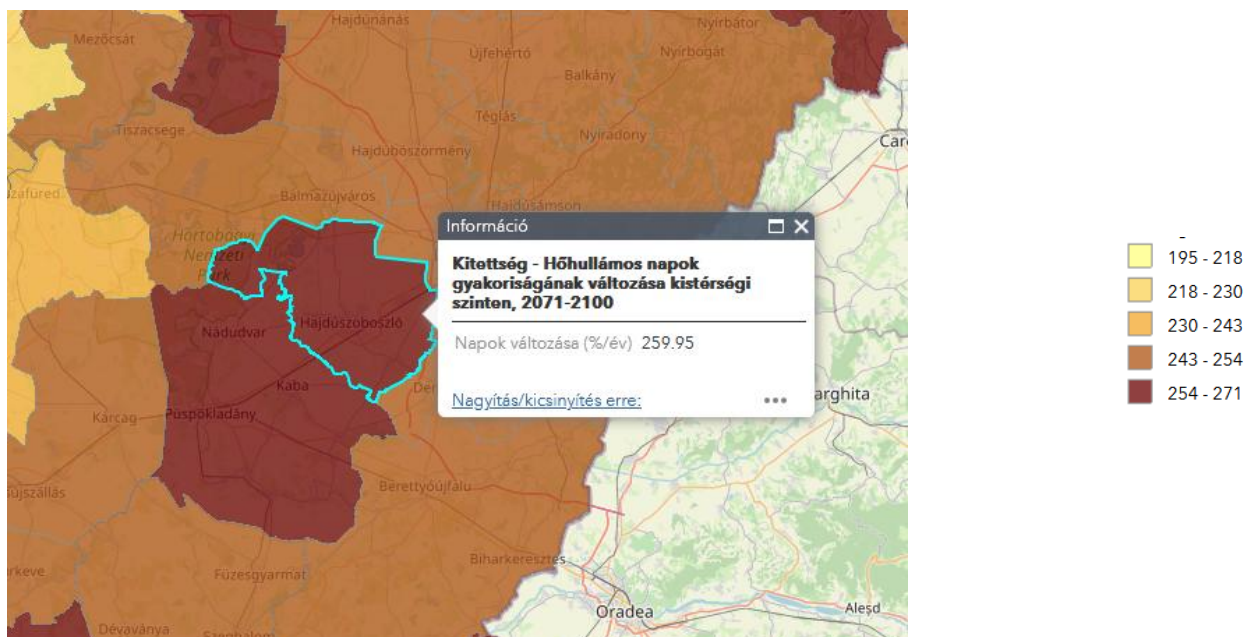 Hajdúnánás
Nyírbátor
Mezőcsát
Újfehértó
Nyírbogát
Balkány
Téglás
Tiszacsege
Nyíradony
Hajdúböszörmény
Balmazújváros
Hajdúsámson
Hortobágyi
Nemzeti
Park
Információ
Kitettség - Hőhullámos napok
gyakoriságának változása kistérségi
szinten, 2071-2100
Napok változása (%/év) 259.95
Nagyítás/kicsinyítés erre:
Nádudvar
Hajdúszoboszló
Kaba
Püspökladány
Karcag
Berettyóújfalu
Biharkeresztes
Füzesgyarmat
Oradea
Aleșd
Dévaványa
195 - 218
218 - 230
230 - 243
243 - 254
254 - 271